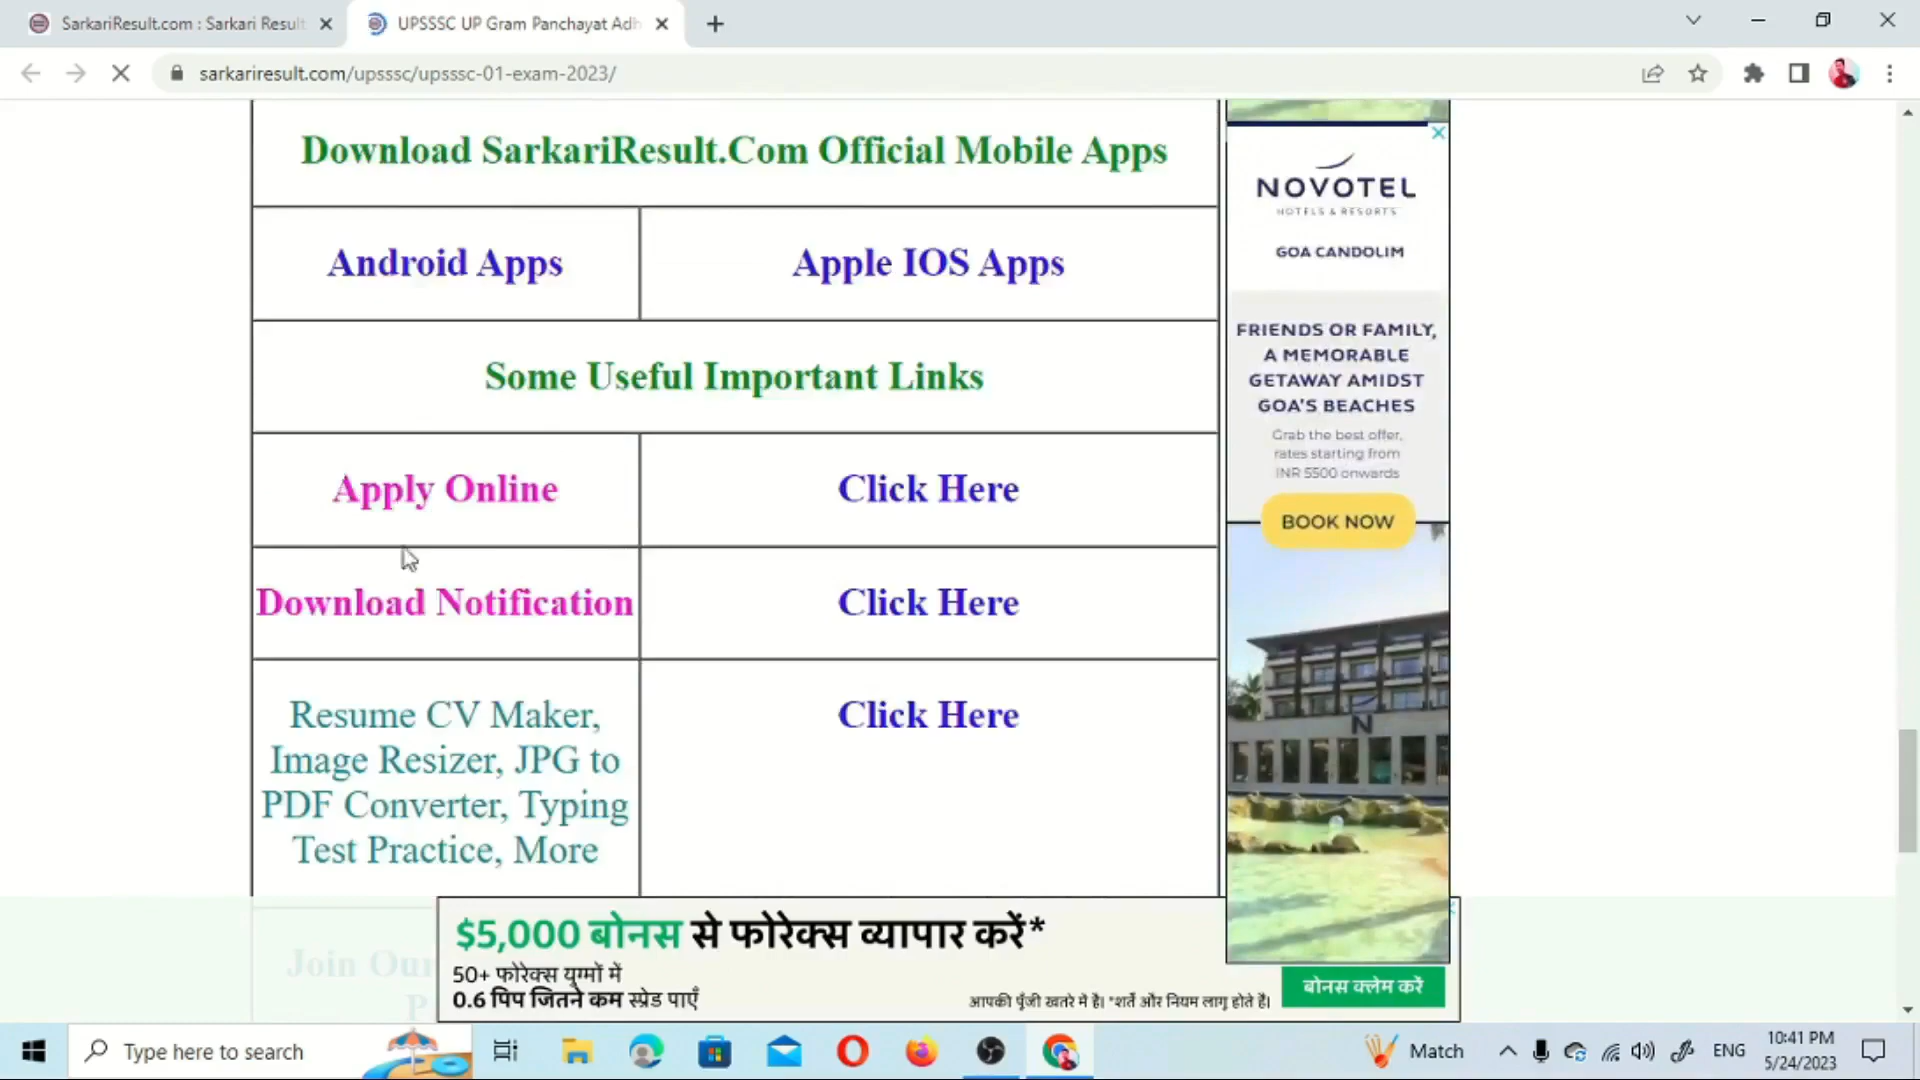 SarkariResult.com : Sarkari Result
UPSSSC UP Gram Panchayat Adh
sarkariresult.com/upsssc/upsssc-01-exam-2023/
Download SarkariResult.Com Official Mobile Apps
Android Apps
Apple IOS Apps
Some Useful Important Links
Apply Online
Click Here
Download Notification
Click Here
Resume CV Maker,
Image Resizer, JPG to
PDF Converter, Typing
Test Practice, More
Click Here
Join Our
P
NOVOTEL
HOTELS & RESORTS
GOA CANDOLIM
FRIENDS OR FAMILY,
A MEMORABLE
GETAWAY AMIDST
GOA'S BEACHES
Grab the best offer,
rates starting from
INR 5500 onwards
BOOK NOW
N
$5,000 बोनस से फोरेक्स व्यापार करें*
50+ फोरेक्स युग्मों में
0.6 पिप जितने कम स्प्रेड पाएँ
आपकी पूँजी खतरे में है। *शर्तें और नियम लागू होते है।
बोनस क्लेम करें
Type here to search
Match
ENG
10:41 PM
5/24/2023